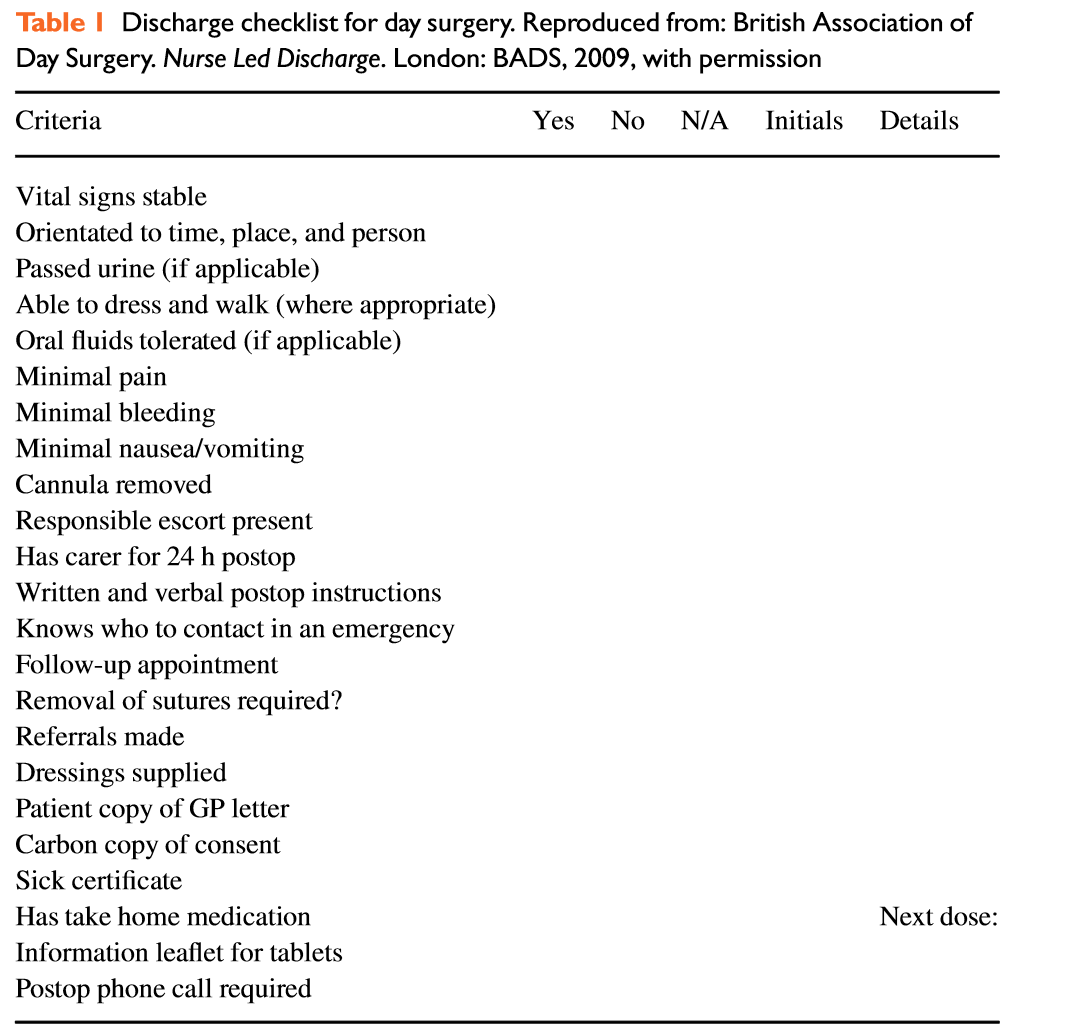 Table 1 Discharge checklist for day surgery. Reproduced from: British Association of
Day Surgery. Nurse Led Discharge. London: BADS, 2009, with permission
Criteria Yes No N/A Initials Details
Vital signs stable
Orientated to time, place, and person
Passed urine (if applicable)
Able to dress and walk (where appropriate)
Oral fluids tolerated (if applicable)
Minimal pain
Minimal bleeding
Minimal nausea/vomiting
Cannula removed
Responsible escort present
Has carer for 24 h postop
Written and verbal postop instructions
Knows who to contact in an emergency
Follow-up appointment
Removal of sutures required?
Referrals made
Dressings supplied
Patient copy of GP letter
Carbon copy of consent
Sick certificate
Has take home medication Next dose:
Information leaflet for tablets
Postop phone call required